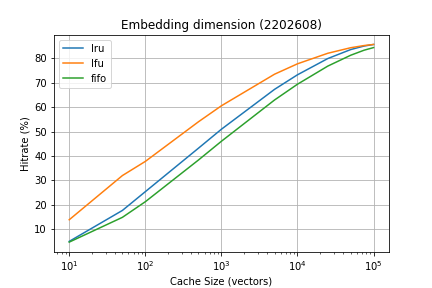 Embedding dimension (2202608)
lru
lfu
fifo
Hitrate (%)
80
70
60
50
40
30
20
10
10¹ 10² 10³ 10⁴ 10⁵
Cache Size (vectors)